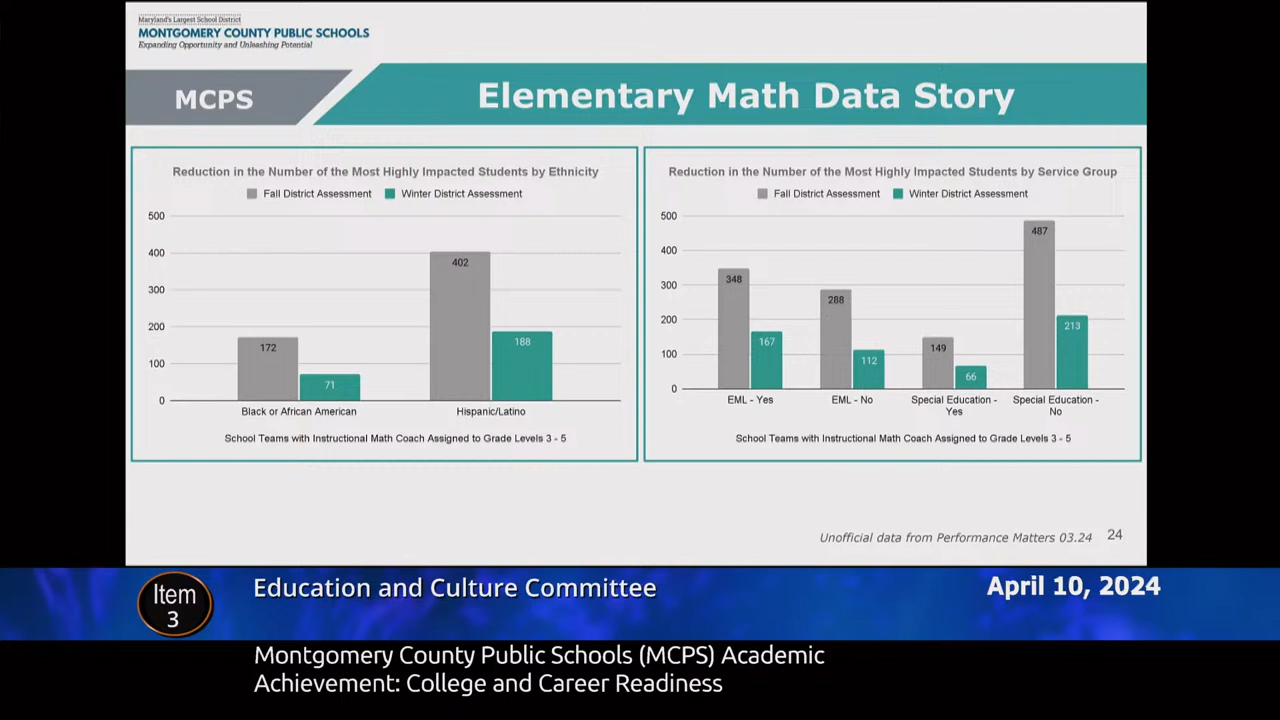 Maryland's Largest School District
MONTGOMERY COUNTY PUBLIC SCHOOLS
Expanding Opportunity and Unleashing Potential
MCPS
Elementary Math Data Story
Reduction in the Number of the Most Highly Impacted Students by Ethnicity
Fall District Assessment Winter District Assessment
500
400
300
200
100
0
402
172
188
71
Black or African American Hispanic/Latino
School Teams with Instructional Math Coach Assigned to Grade Levels 3 - 5
Reduction in the Number of the Most Highly Impacted Students by Service Group
Fall District Assessment Winter District Assessment
500
400
300
200
100
0
348
167
288
112
149
66
487
213
EML - Yes
EML - No
Special Education -
Yes
Special Education -
No
School Teams with Instructional Math Coach Assigned to Grade Levels 3 - 5
Unofficial data from Performance Matters 03.24 24
Item
3
Education and Culture Committee
April 10, 2024
Montgomery County Public Schools (MCPS) Academic
Achievement: College and Career Readiness